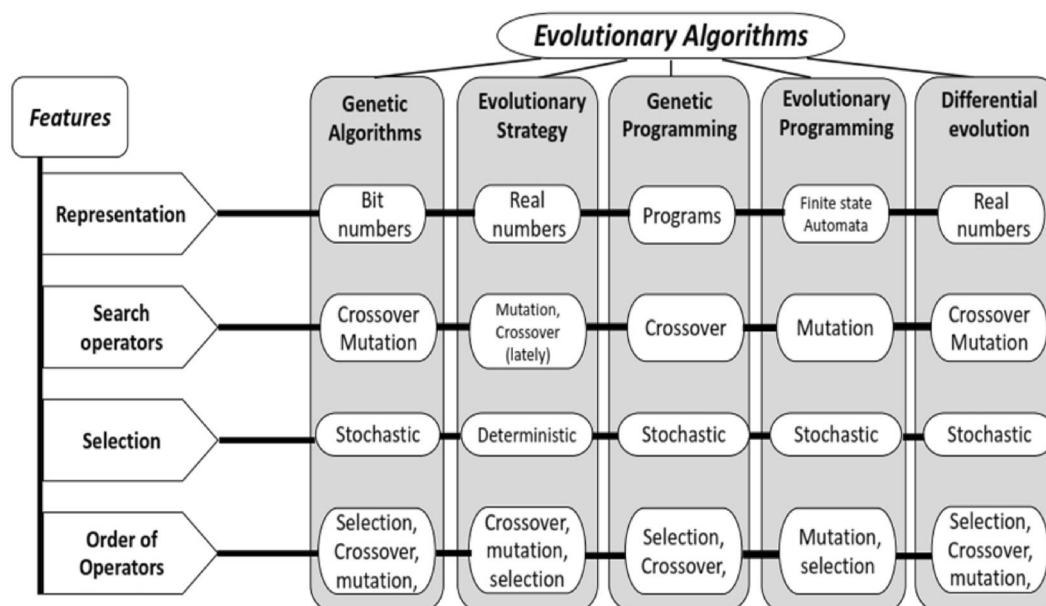 Evolutionary Algorithms
Features
Genetic
Algorithms
Evolutionary
Strategy
Genetic
Programming
Evolutionary
Programming
Differential
evolution
Representation
Bit
numbers
Real
numbers
Programs
Finite state
Automata
Real
numbers
Search
operators
Crossover
Mutation
Mutation,
Crossover
(lately)
Crossover
Mutation
Crossover
Mutation
Selection
Stochastic
Deterministic
Stochastic
Stochastic
Stochastic
Order of
Operators
Selection,
Crossover,
mutation,
Crossover,
mutation,
selection
Selection,
Crossover,
Mutation,
selection
Selection,
Crossover,
mutation,